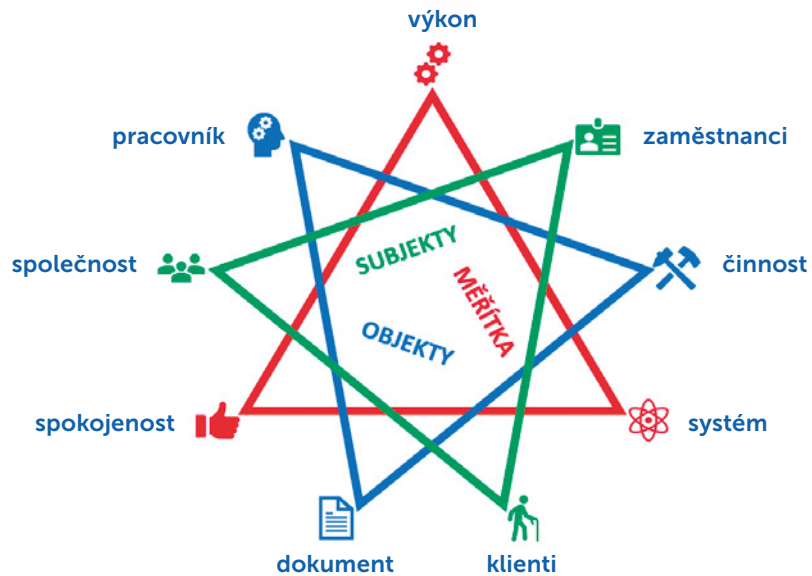 výkon
pracovník
zaměstnanci
SUBJEKTY
společnost
činnost
MĚŘÍTKA
OBJEKTY
spokojenost
systém
dokument
klienti